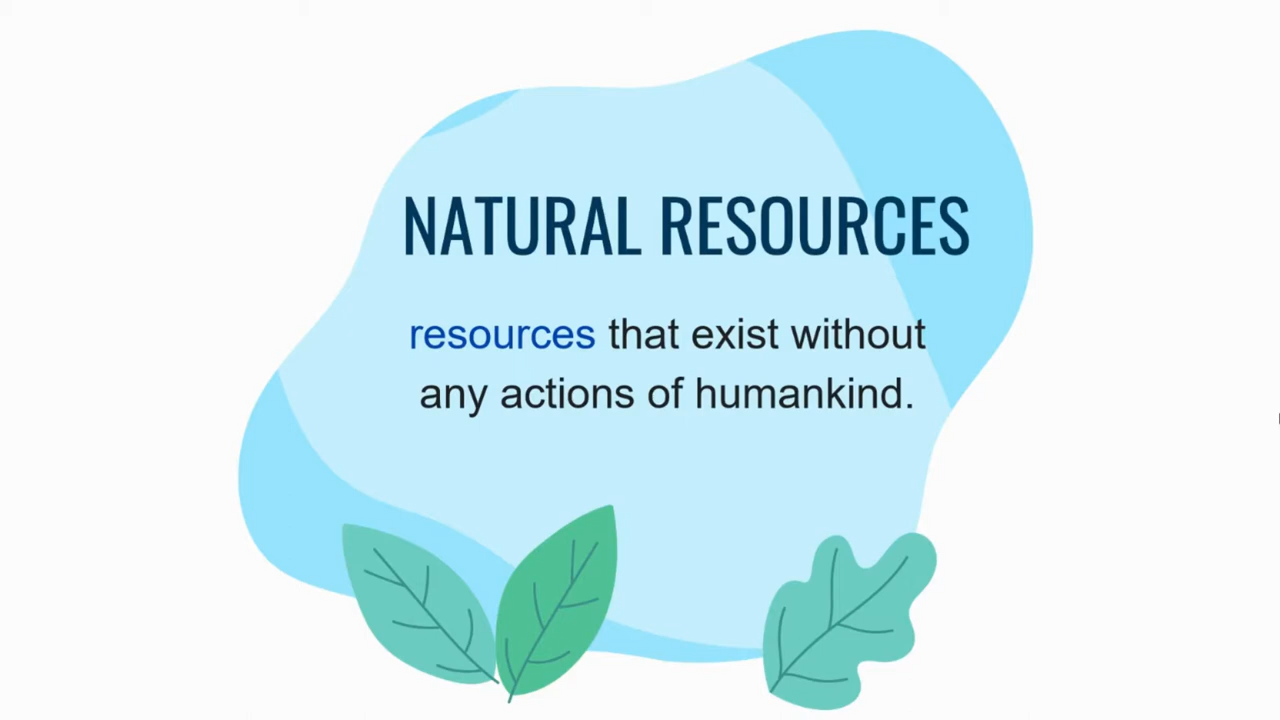 NATURAL RESOURCES
resources that exist without
any actions of humankind.